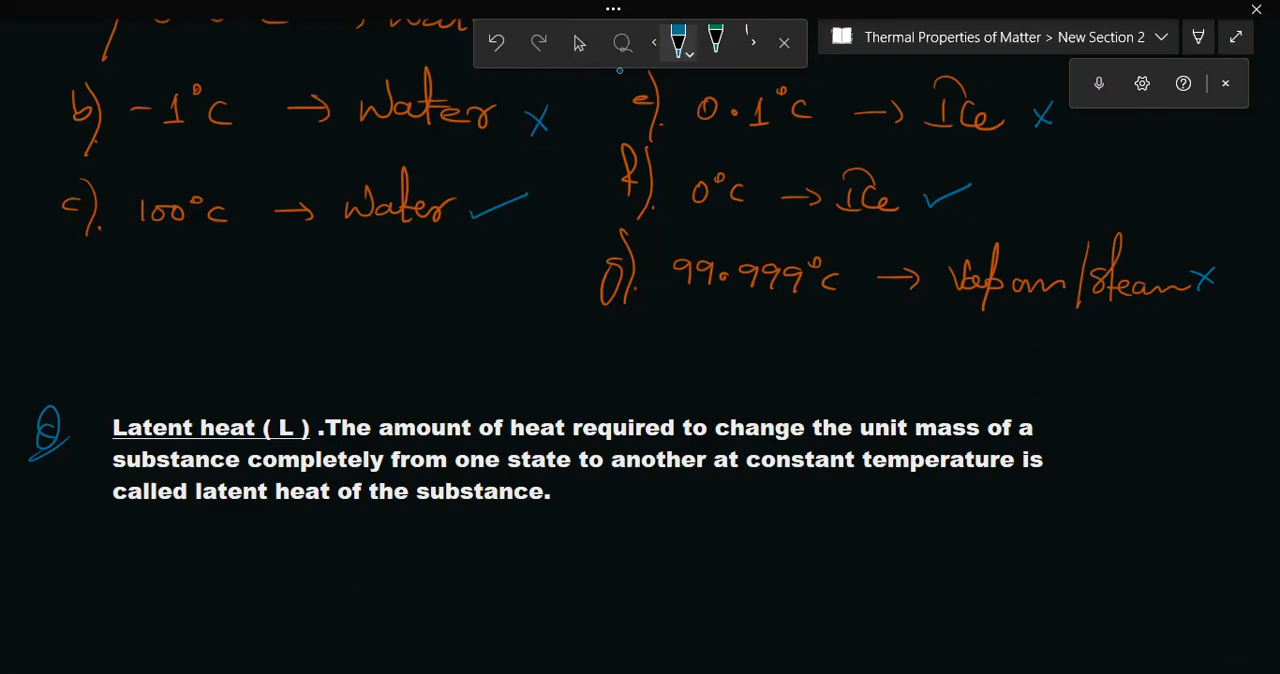 Thermal Properties of Matter > New Section 2
b) -1°C → Water ×
e). 0.1°C → Ice ×
c). 100°C → Water ✓
f). 0°C → Ice ✓
g). 99.999°C → Vapour/steam ×
Q
Latent heat ( L ) .The amount of heat required to change the unit mass of a
substance completely from one state to another at constant temperature is
called latent heat of the substance.